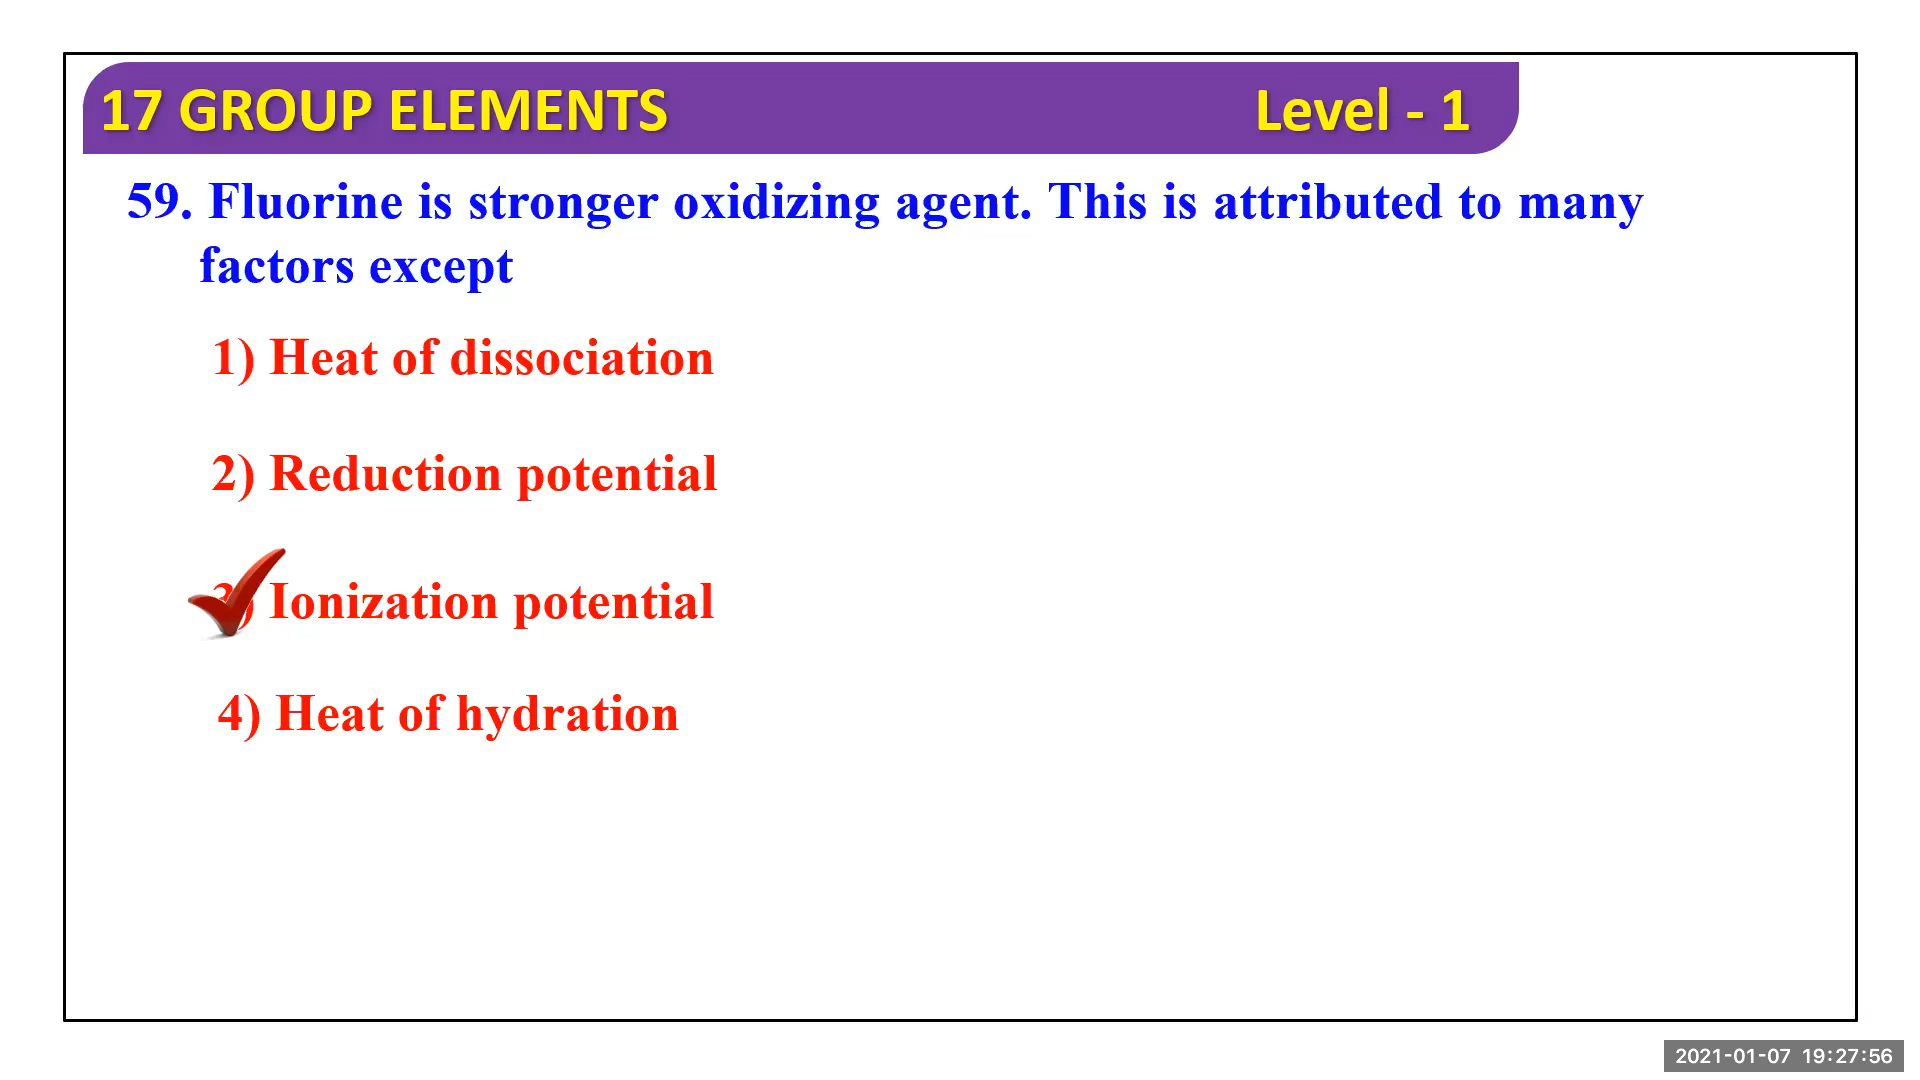 17 GROUP ELEMENTS Level - 1
59. Fluorine is stronger oxidizing agent. This is attributed to many
factors except
1) Heat of dissociation
2) Reduction potential
3) Ionization potential
4) Heat of hydration
2021-01-07 19:27:56